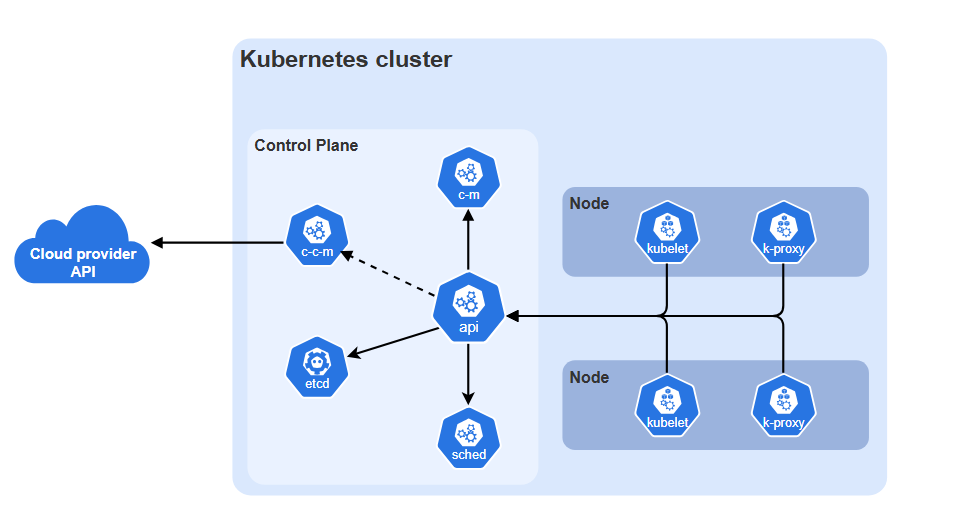 Kubernetes cluster
Control Plane
c-m
c-c-m
Cloud provider
API
api
etcd
sched
Node
kubelet
k-proxy
Node
kubelet
k-proxy